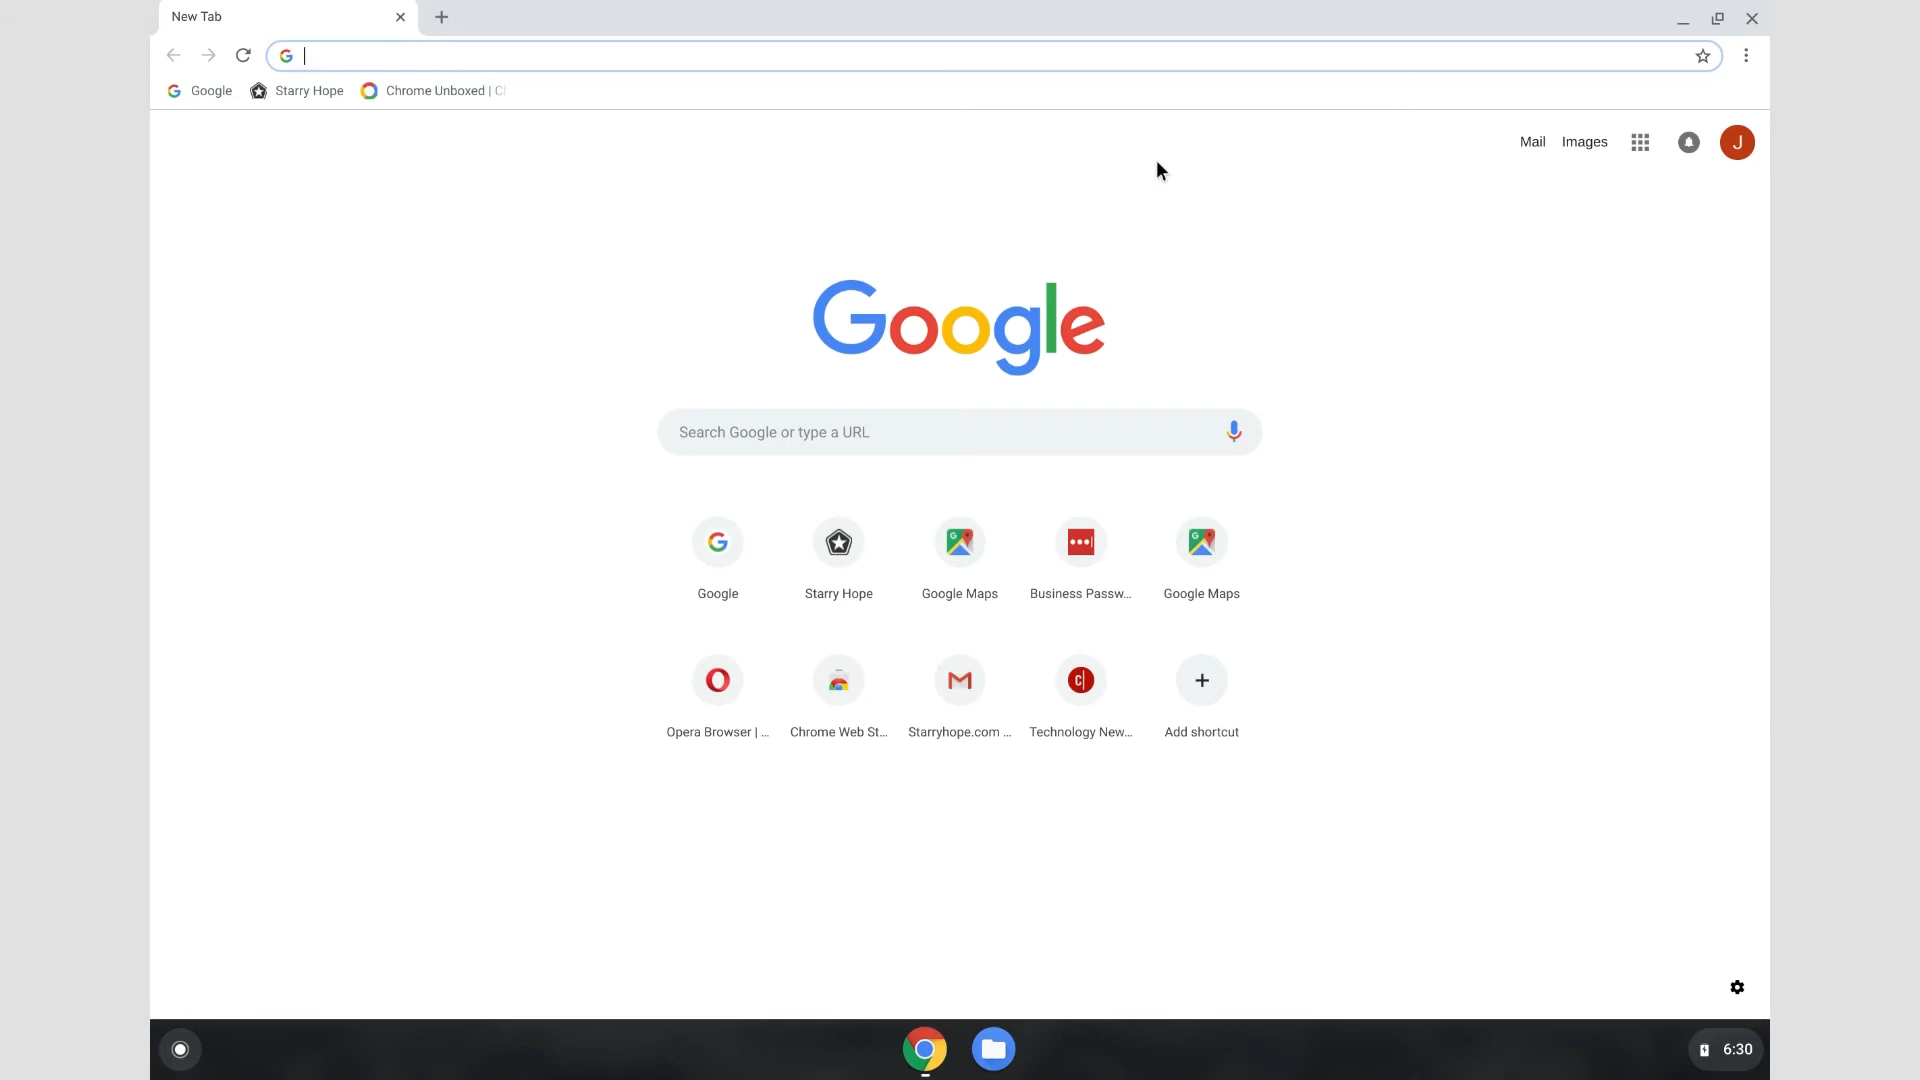 New Tab
Google
Starry Hope
Chrome Unboxed |
Mail
Images
J
Google
Search Google or type a URL
Google
Starry Hope
Google Maps
Business Passw...
Google Maps
Opera Browser | ...
Chrome Web St...
Starryhope.com ...
Technology New...
Add shortcut
6:30